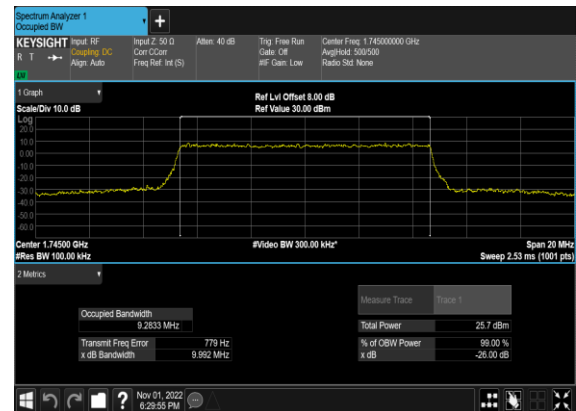 Spectrum Analyzer 1
Occupied BW
KEYSIGHT
R T
LXI
Input: RF
Coupling: DC
Align: Auto
Input Z: 50 Ω
Corr CCorr
Freq Ref: Int (S)
Atten: 40 dB
Trig: Free Run
Gate: Off
#IF Gain: Low
Center Freq: 1.745000000 GHz
Avg|Hold: 500/500
Radio Std: None
1 Graph
Scale/Div 10.0 dB
Ref Lvl Offset 8.00 dB
Ref Value 30.00 dBm
Log
20.0
10.0
0.00
-10.0
-20.0
-30.0
-40.0
-50.0
-60.0
Center 1.74500 GHz
#Video BW 300.00 kHz*
Span 20 MHz
#Res BW 100.00 kHz
Sweep 2.53 ms (1001 pts)
2 Metrics
Measure Trace
Trace 1
Occupied Bandwidth
9.2833 MHz
Total Power
25.7 dBm
Transmit Freq Error
779 Hz
% of OBW Power
99.00 %
x dB Bandwidth
9.992 MHz
x dB
-26.00 dB
?
Nov 01, 2022
6:29:55 PM